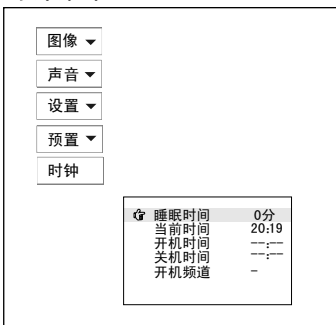 图像
声音
设置
预置
时钟
睡眠时间 0分
当前时间 20:19
开机时间 --:--
关机时间 --:--
开机频道 -